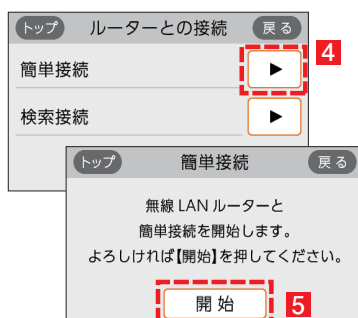 トップ ルーターとの接続 戻る
簡単接続 ▶ 4
検索接続 ▶
トップ 簡単接続 戻る
無線 LAN ルーターと
簡単接続を開始します。
よろしければ【開始】を押してください。
開始 5